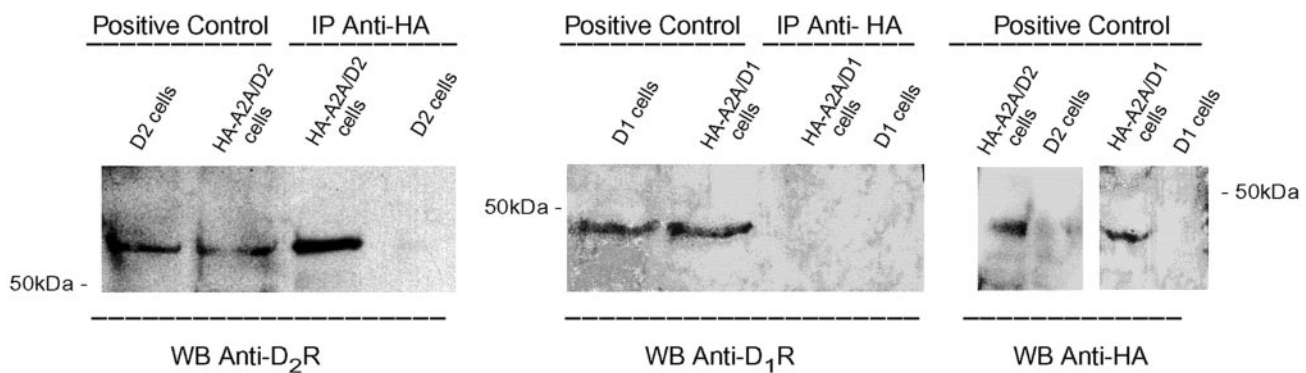 Positive Control
IP Anti-HA
D2 cells
HA-A2A/D2
cells
HA-A2A/D2
cells
D2 cells
50kDa -
WB Anti-D₂R
Positive Control
IP Anti- HA
D1 cells
HA-A2A/D1
cells
HA-A2A/D1
cells
D1 cells
50kDa -
WB Anti-D₁R
Positive Control
HA-A2A/D2
cells
D2 cells
HA-A2A/D1
cells
D1 cells
- 50kDa
WB Anti-HA